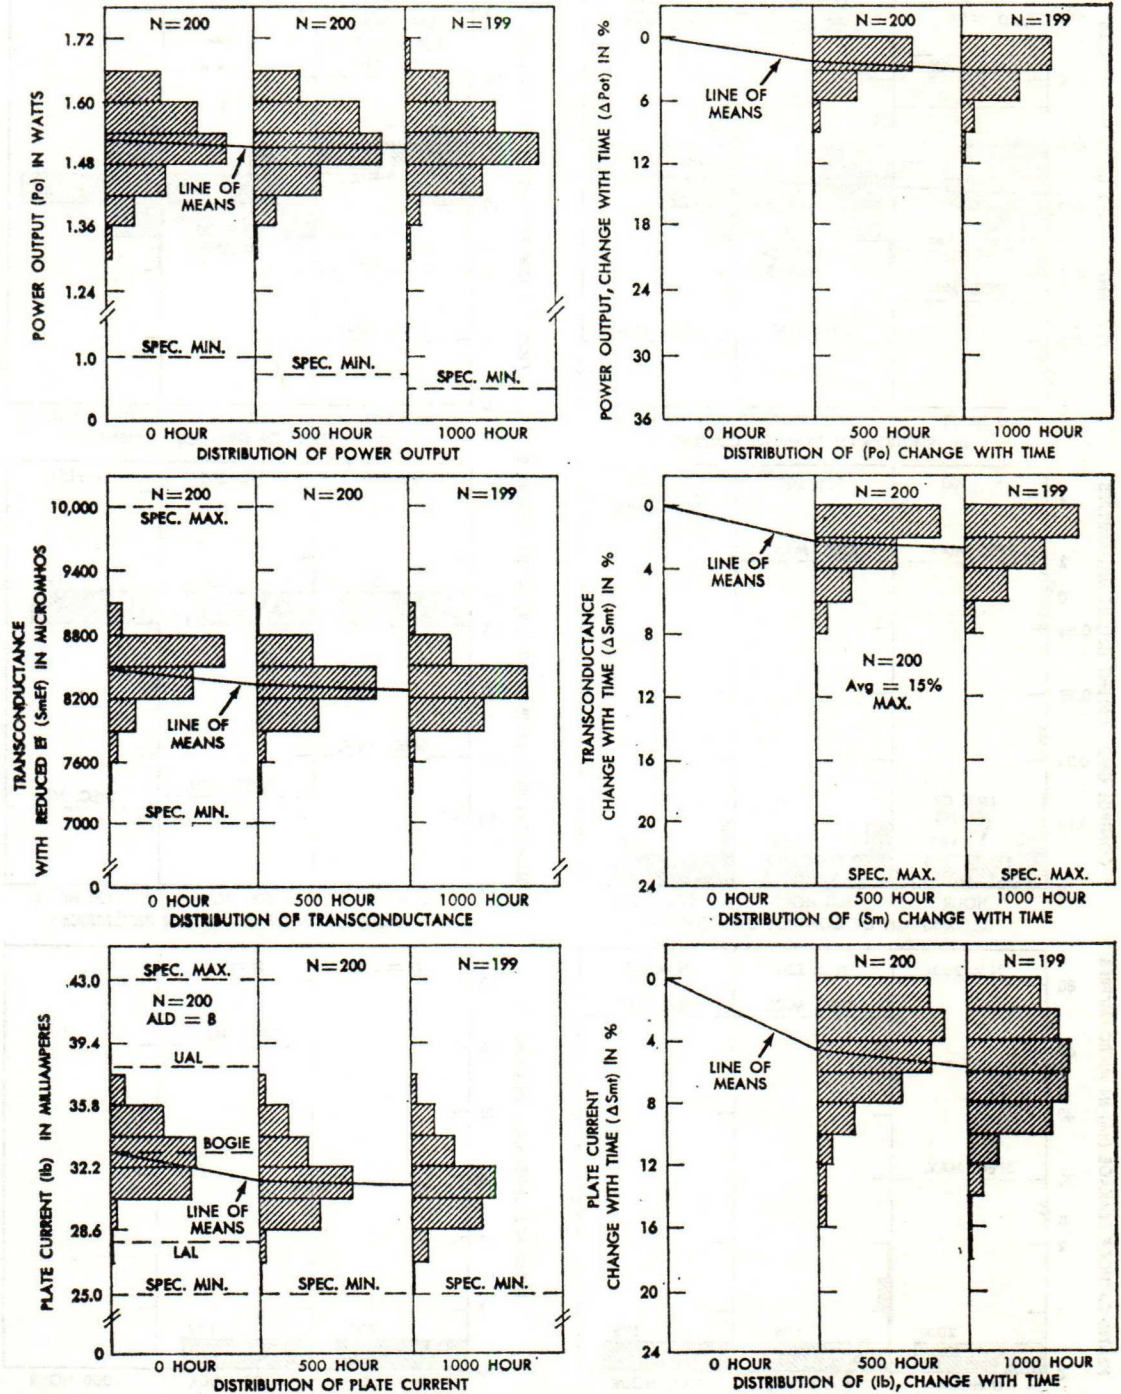 N=200
N=200
N=199
1.72
1.60
1.48
1.36
1.24
1.0
0
POWER OUTPUT (Po) IN WATTS
LINE OF
MEANS
SPEC. MIN.
SPEC. MIN.
SPEC. MIN.
0 HOUR
500 HOUR
1000 HOUR
DISTRIBUTION OF POWER OUTPUT
N=200
N=199
0
6
12
18
24
30
36
POWER OUTPUT, CHANGE WITH TIME (ΔPot) IN %
LINE OF
MEANS
0 HOUR
500 HOUR
1000 HOUR
DISTRIBUTION OF (Po) CHANGE WITH TIME
N=200
N=200
N=199
10,000
SPEC. MAX.
9400
8800
8200
7600
7000
0
TRANSCONDUCTANCE
WITH REDUCED Ef (SmEf) IN MICROMHOS
LINE OF
MEANS
SPEC. MIN.
0 HOUR
500 HOUR
1000 HOUR
DISTRIBUTION OF TRANSCONDUCTANCE
N=200
N=199
0
4
8
12
16
20
24
TRANSCONDUCTANCE
CHANGE WITH TIME (ΔSmt) IN %
LINE OF
MEANS
N=200
Avg = 15%
MAX.
SPEC. MAX.
SPEC. MAX.
0 HOUR
500 HOUR
1000 HOUR
DISTRIBUTION OF (Sm) CHANGE WITH TIME
SPEC. MAX.
N=200
N=199
N=200
ALD = 8
43.0
39.4
35.8
32.2
28.6
25.0
0
PLATE CURRENT (Ib) IN MILLIAMPERES
UAL
BOGIE
LINE OF
MEANS
LAL
SPEC. MIN.
SPEC. MIN.
SPEC. MIN.
0 HOUR
500 HOUR
1000 HOUR
DISTRIBUTION OF PLATE CURRENT
N=200
N=199
0
4
8
12
16
20
24
PLATE CURRENT
CHANGE WITH TIME (ΔSmt) IN %
LINE OF
MEANS
0 HOUR
500 HOUR
1000 HOUR
DISTRIBUTION OF (Ib), CHANGE WITH TIME